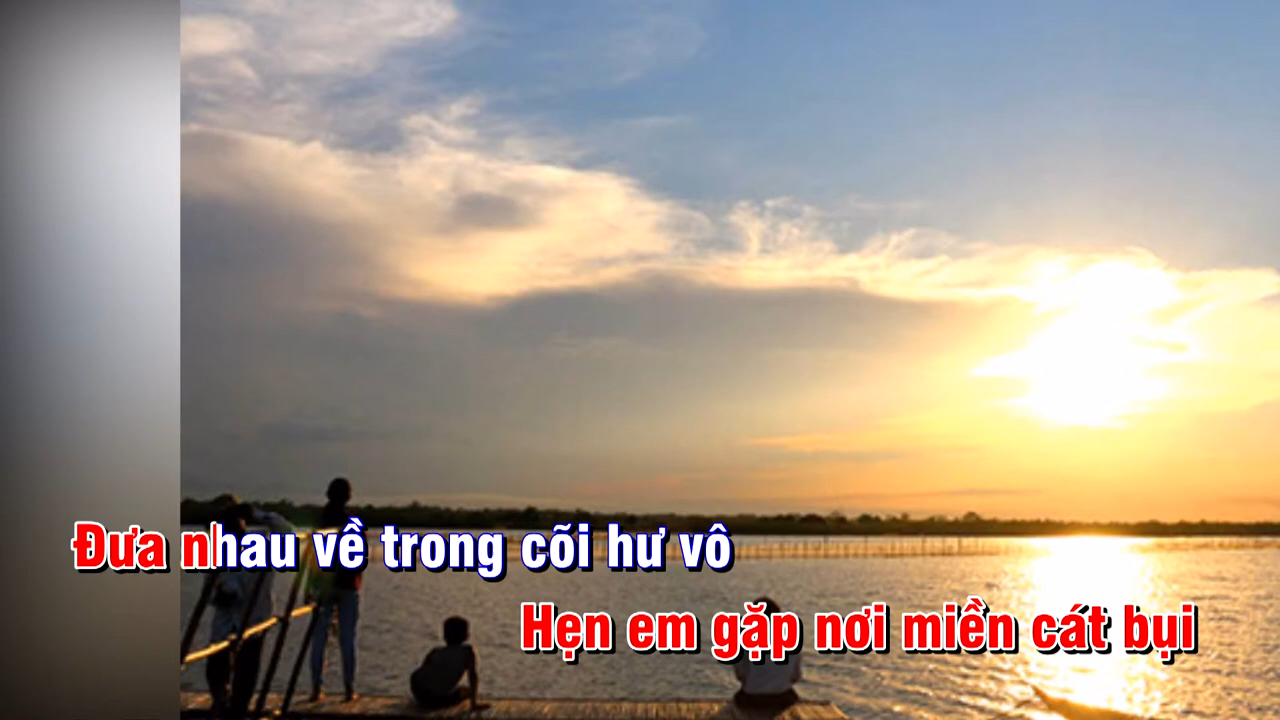 Đưa nhau về trong cõi hư vô
Hẹn em gặp nơi miền cát bụi